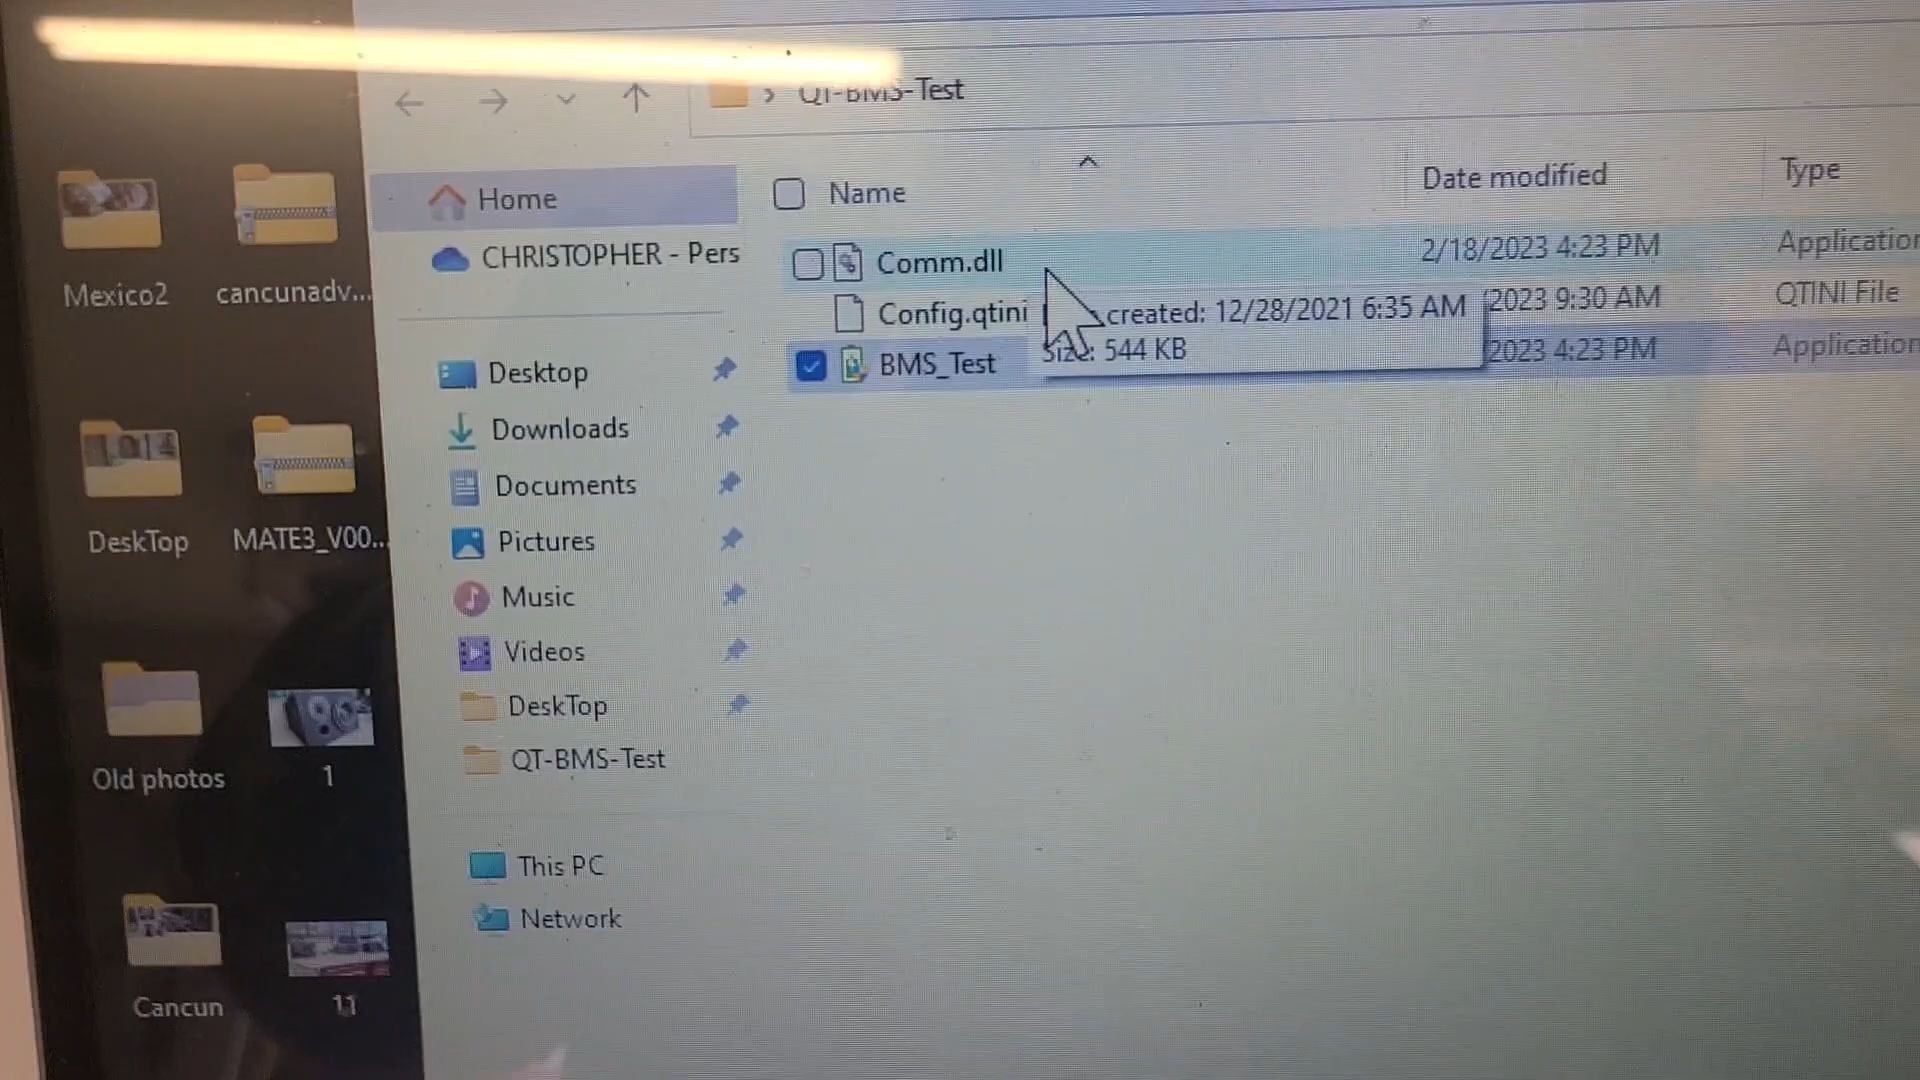 QT-BMS-Test
Name
Date modified
Type
Home
CHRISTOPHER - Pers
Comm.dll
2/18/2023 4:23 PM
Application
Config.qtini
created: 12/28/2021 6:35 AM
2023 9:30 AM
QTINI File
BMS_Test
Size: 544 KB
2023 4:23 PM
Application
Desktop
Downloads
Documents
Pictures
Music
Videos
DeskTop
QT-BMS-Test
This PC
Network
Mexico2
cancunadv...
DeskTop
MATE3_V00...
Old photos
1
Cancun
11